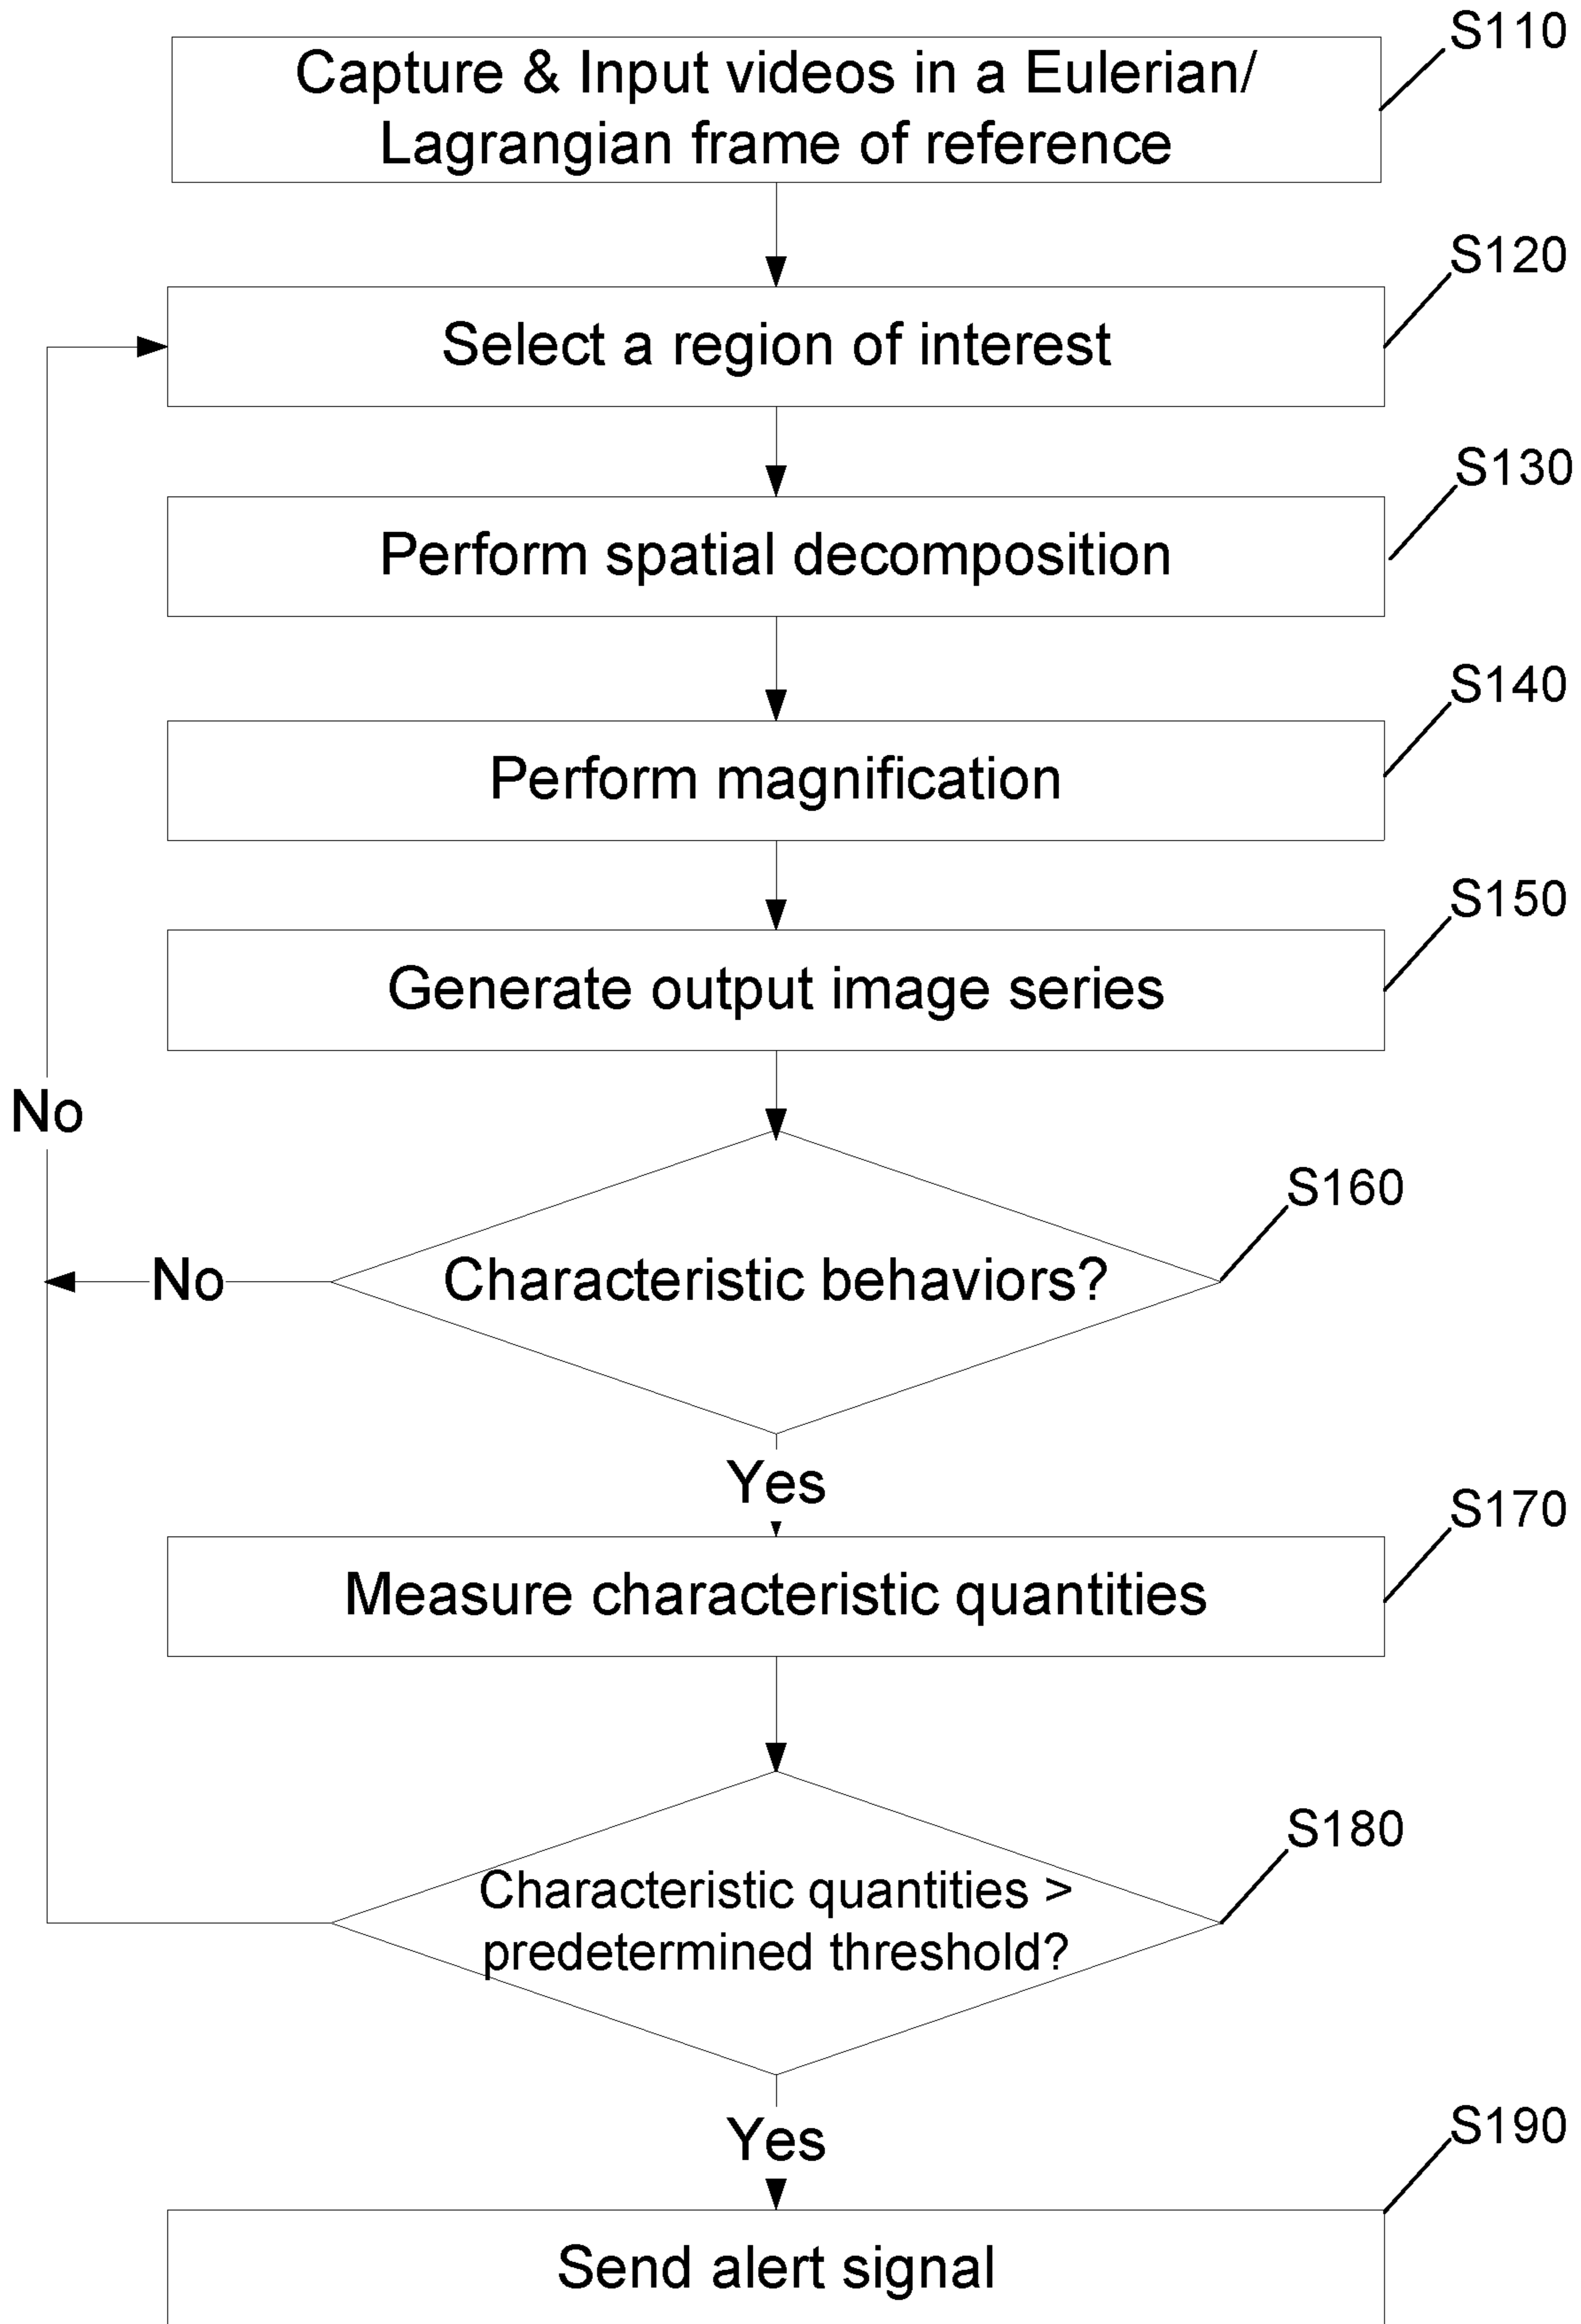 S110
Capture & Input videos in a Eulerian/
Lagrangian frame of reference
S120
Select a region of interest
S130
Perform spatial decomposition
S140
Perform magnification
S150
Generate output image series
No
S160
No
Characteristic behaviors?
Yes
S170
Measure characteristic quantities
S180
Characteristic quantities >
predetermined threshold?
Yes
S190
Send alert signal